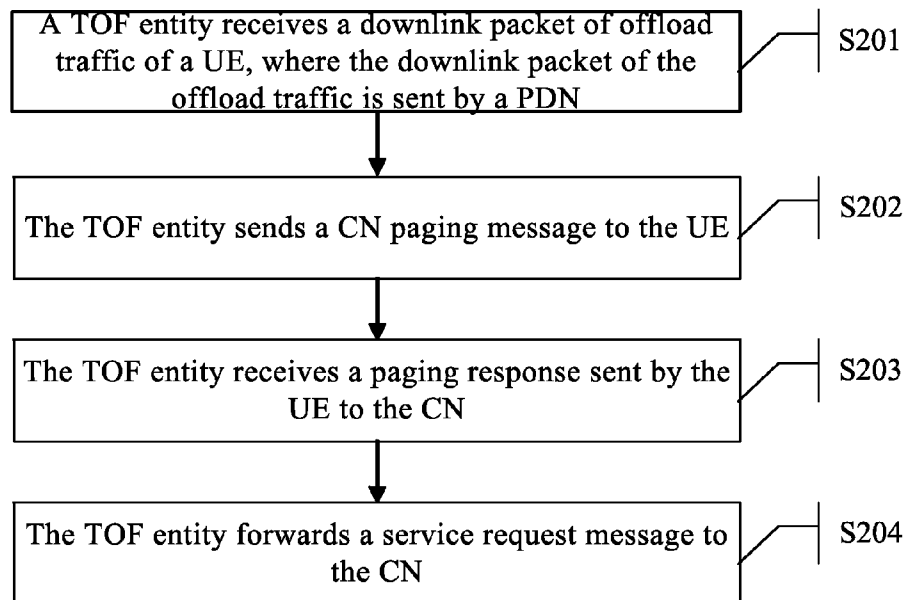 A TOF entity receives a downlink packet of offload
traffic of a UE, where the downlink packet of the
offload traffic is sent by a PDN
S201
The TOF entity sends a CN paging message to the UE
S202
The TOF entity receives a paging response sent by the
UE to the CN
S203
The TOF entity forwards a service request message to
the CN
S204